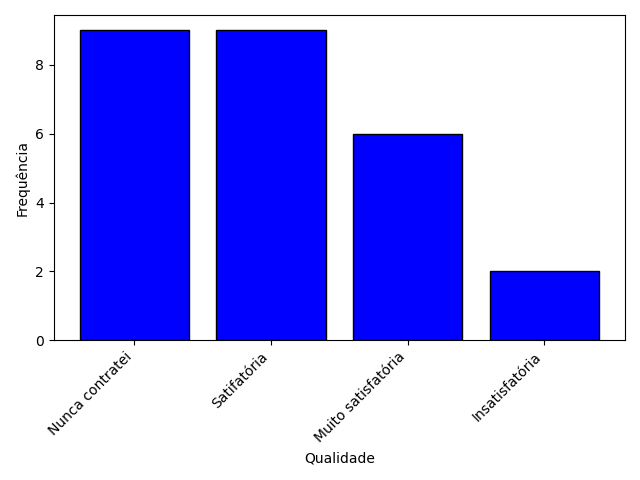 Frequência
8
6
4
2
0
Nunca contratei
Satifatória
Muito satisfatória
Insatisfatória
Qualidade